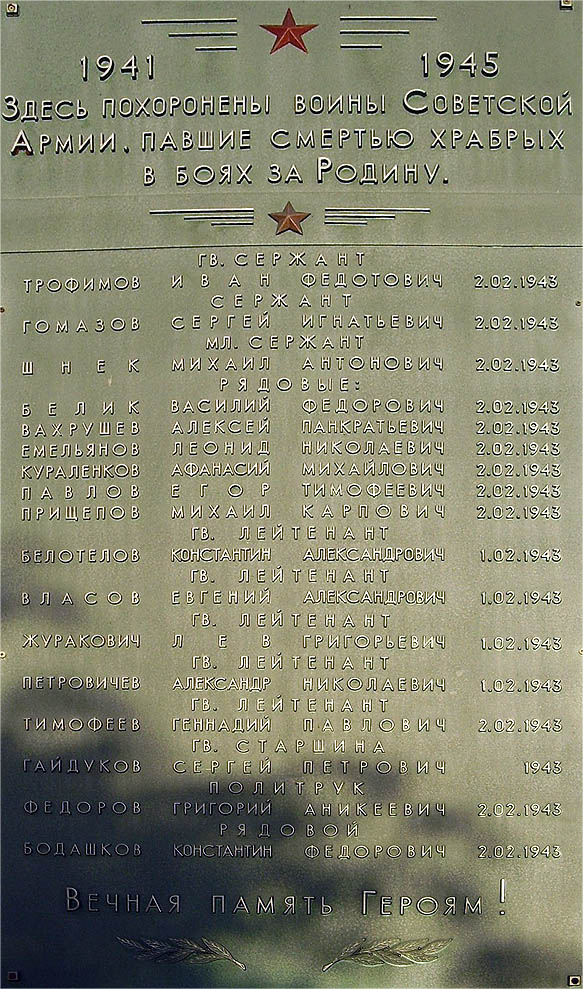 1941 1945
Здесь похоронены воины Советской
Армии, павшие смертью храбрых
в боях за Родину.
ГВ. СЕРЖАНТ
ТРОФИМОВ ИВАН ФЕДОТОВИЧ 2.02.1943
СЕРЖАНТ
ГОМАЗОВ СЕРГЕЙ ИГНАТЬЕВИЧ 2.02.1943
МЛ. СЕРЖАНТ
ШНЕК МИХАИЛ АНТОНОВИЧ 2.02.1943
РЯДОВЫЕ:
БЕЛИК ВАСИЛИЙ ФЕДОРОВИЧ 2.02.1943
ВАХРУШЕВ АЛЕКСЕЙ ПАНКРАТЬЕВИЧ 2.02.1943
ЕМЕЛЬЯНОВ ЛЕОНИД НИКОЛАЕВИЧ 2.02.1943
КУРАЛЕНКОВ АФАНАСИЙ МИХАЙЛОВИЧ 2.02.1943
ПАВЛОВ ЕГОР ТИМОФЕЕВИЧ 2.02.1943
ПРИЩЕПОВ МИХАИЛ КАРПОВИЧ 2.02.1943
ГВ. ЛЕЙТЕНАНТ
БЕЛОТЕЛОВ КОНСТАНТИН АЛЕКСАНДРОВИЧ 1.02.1943
ГВ. ЛЕЙТЕНАНТ
ВЛАСОВ ЕВГЕНИЙ АЛЕКСАНДРОВИЧ 1.02.1943
ГВ. ЛЕЙТЕНАНТ
ЖУРАКОВИЧ ЛЕВ ГРИГОРЬЕВИЧ 1.02.1943
ГВ. ЛЕЙТЕНАНТ
ПЕТРОВИЧЕВ АЛЕКСАНДР НИКОЛАЕВИЧ 1.02.1943
ГВ. ЛЕЙТЕНАНТ
ТИМОФЕЕВ ГЕННАДИЙ ПАВЛОВИЧ 2.02.1943
ГВ. СТАРШИНА
ГАЙДУКОВ СЕРГЕЙ ПЕТРОВИЧ 1943
ПОЛИТРУК
ФЕДОРОВ ГРИГОРИЙ АНИКЕЕВИЧ 2.02.1943
РЯДОВОЙ
БОДАШКОВ КОНСТАНТИН ФЕДОРОВИЧ 2.02.1943
Вечная память Героям!